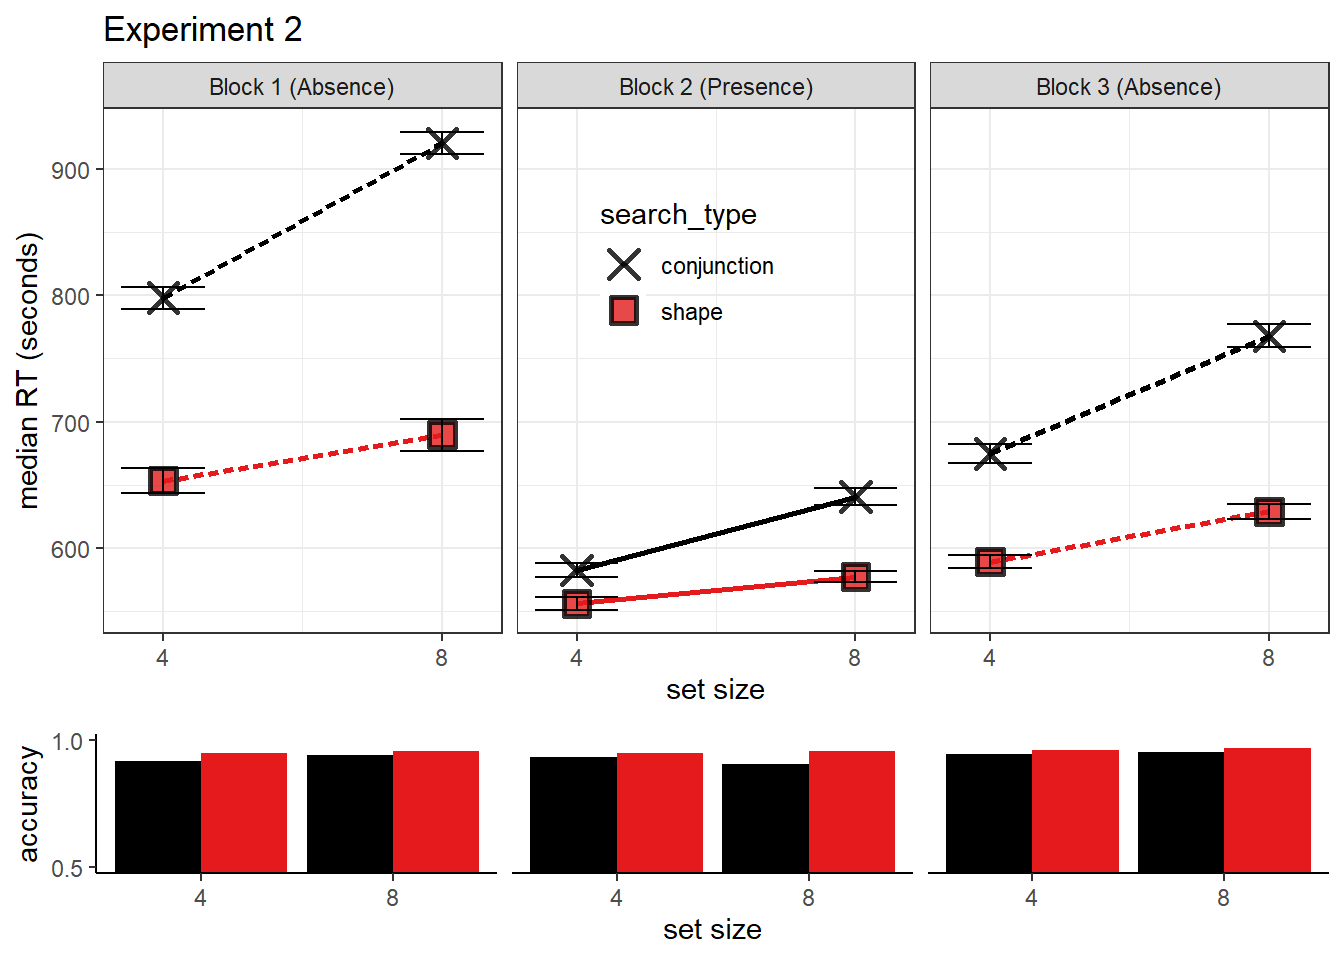 Experiment 2
Block 1 (Absence)
Block 2 (Presence)
Block 3 (Absence)
median RT (seconds)
900
800
700
600
search_type
conjunction
shape
4
8
4
8
4
8
set size
accuracy
1.0
0.5
4
8
4
8
4
8
set size